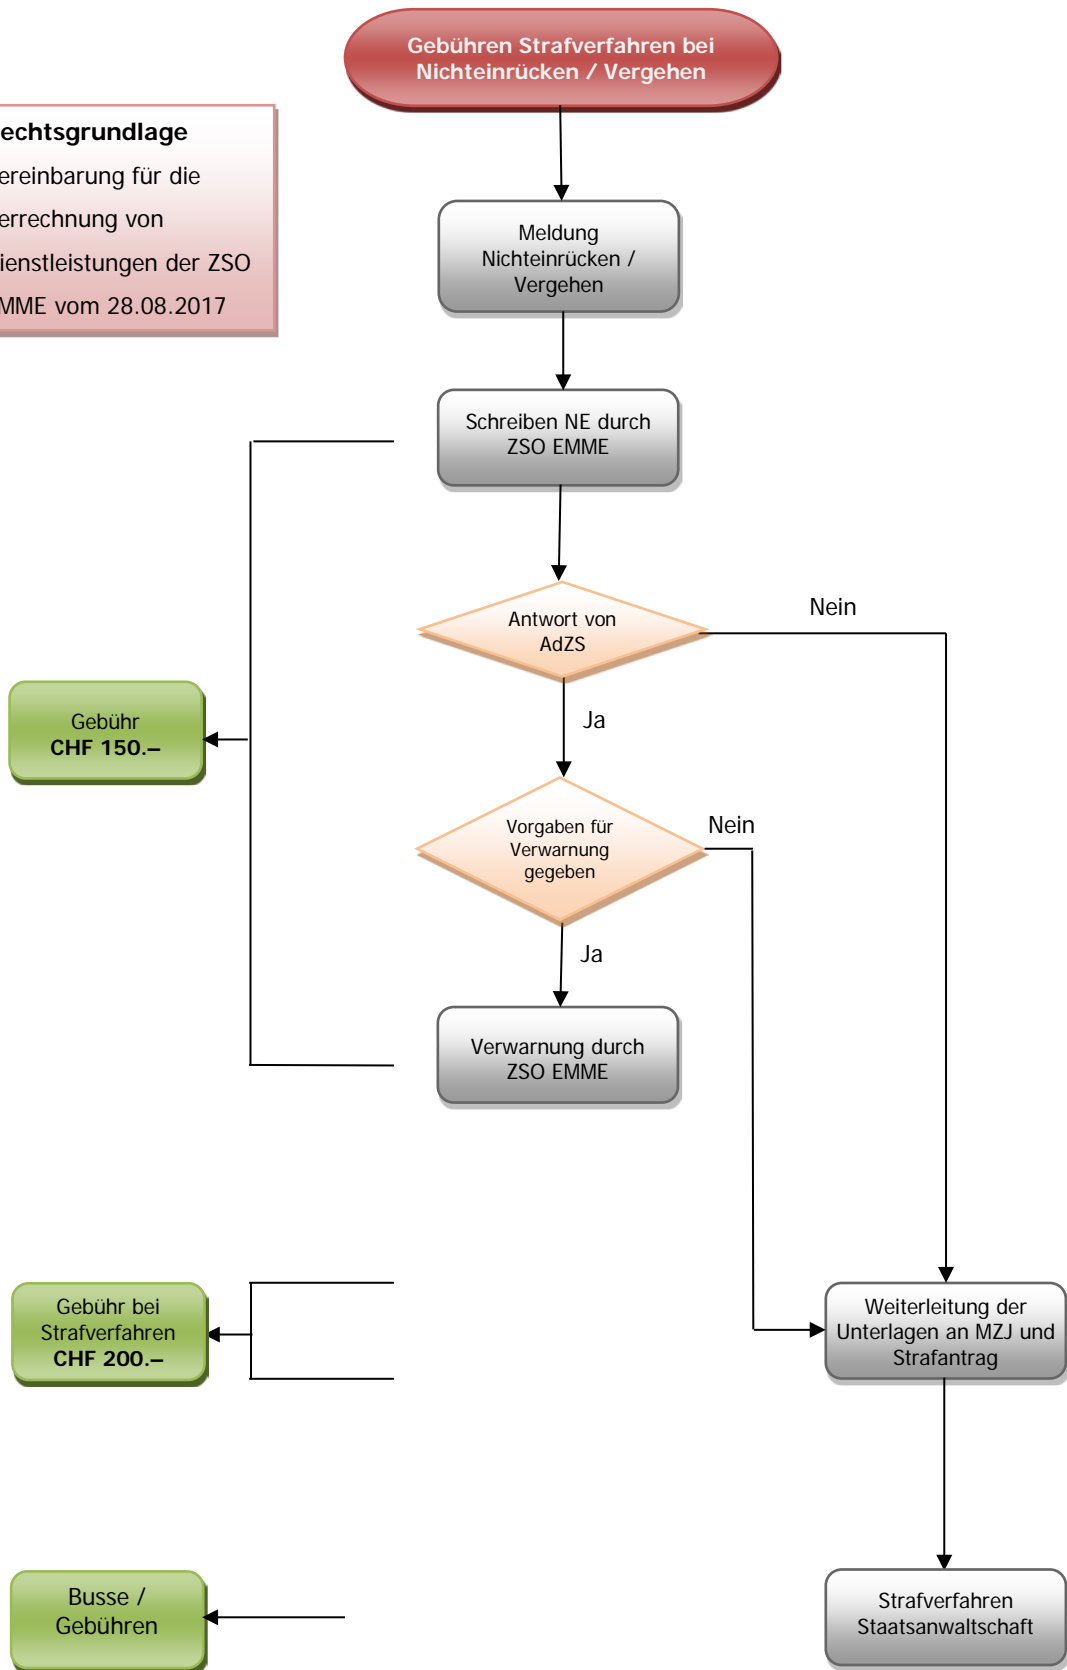 Gebühren Strafverfahren bei
Nichteinrücken / Vergehen
echtsgrundlage
ereinbarung für die
errechnung von
ienstleistungen der ZSO
MME vom 28.08.2017
Meldung
Nichteinrücken /
Vergehen
Schreiben NE durch
ZSO EMME
Antwort von
AdZS
Nein
Ja
Gebühr
CHF 150.–
Vorgaben für
Verwarnung
gegeben
Nein
Ja
Verwarnung durch
ZSO EMME
Gebühr bei
Strafverfahren
CHF 200.–
Weiterleitung der
Unterlagen an MZJ und
Strafantrag
Busse /
Gebühren
Strafverfahren
Staatsanwaltschaft